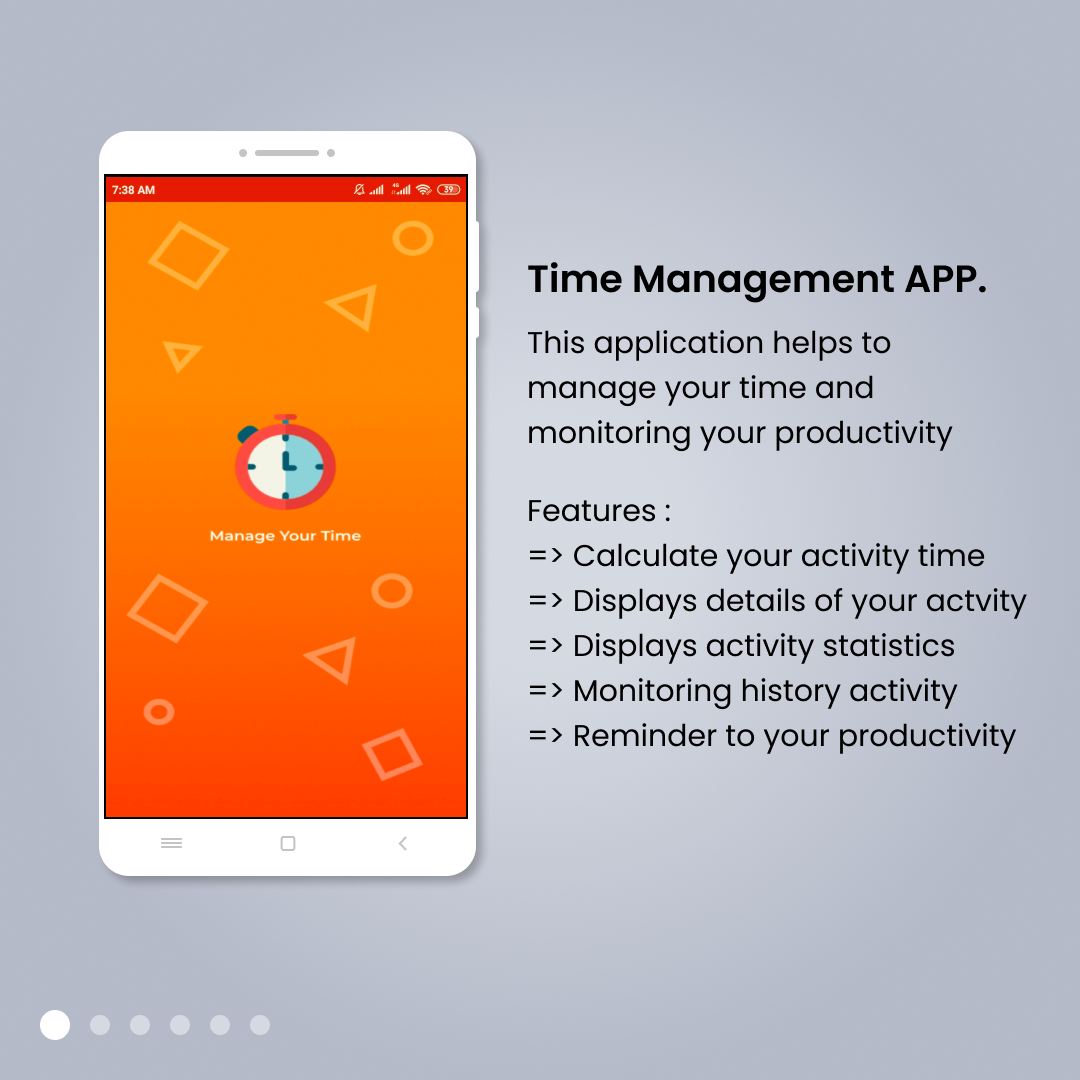 7:38 AM
4G
39
Manage Your Time
Time Management APP.
This application helps to
manage your time and
monitoring your productivity
Features :
=> Calculate your activity time
=> Displays details of your actvity
=> Displays activity statistics
=> Monitoring history activity
=> Reminder to your productivity